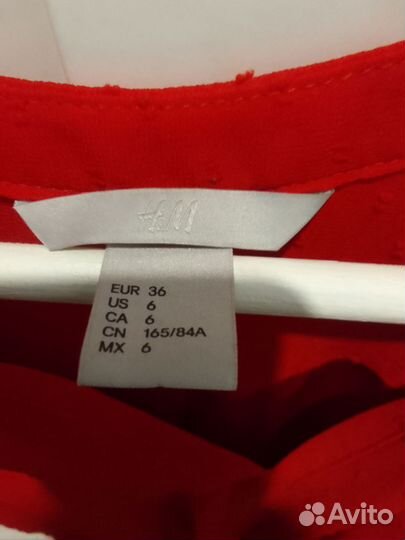 H&M
EUR 36
US 6
CA 6
CN 165/84A
MX 6
Avito